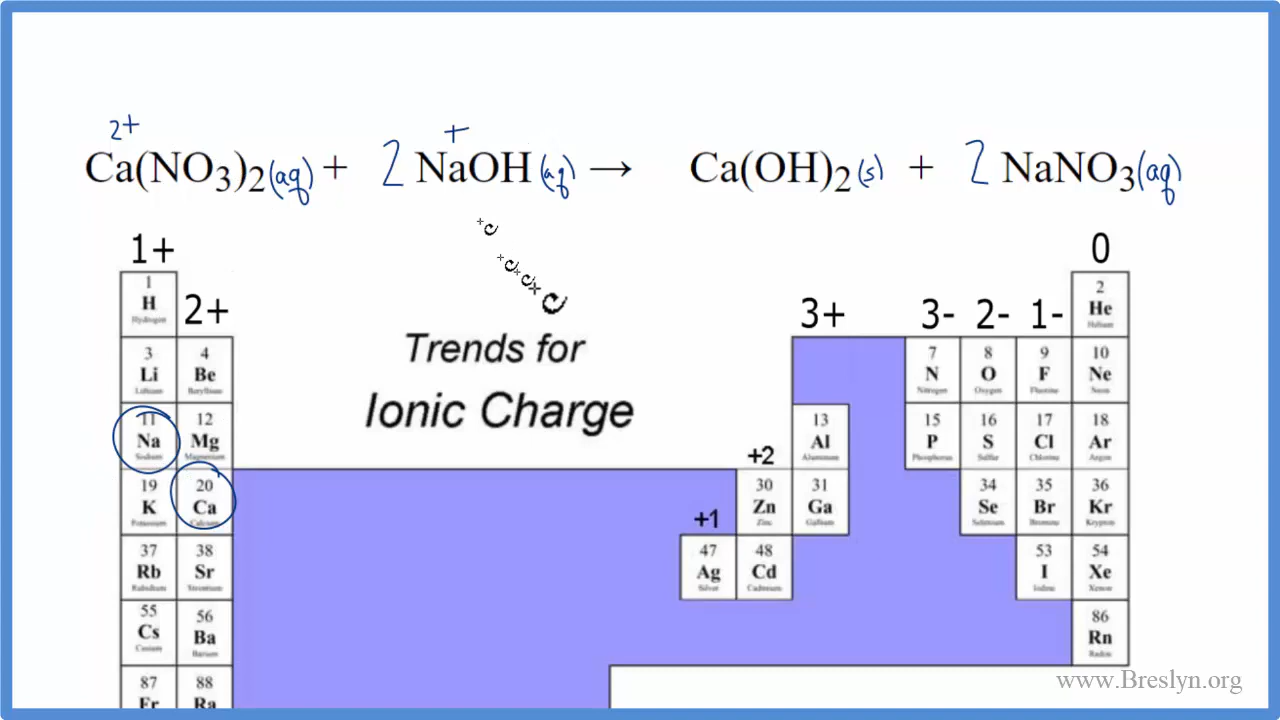 2+ +
Ca(NO₃)₂(aq) + 2 NaOH(aq) → Ca(OH)₂(s) + 2 NaNO₃(aq)
1+ 0
2+ 3+ 3- 2- 1-
Trends for
Ionic Charge
+2
+1
1 H Hydrogen
2 He Helium
3 Li Lithium
4 Be Beryllium
7 N Nitrogen
8 O Oxygen
9 F Fluorine
10 Ne Neon
11 Na Sodium
12 Mg Magnesium
13 Al Aluminum
15 P Phosphorus
16 S Sulfur
17 Cl Chlorine
18 Ar Argon
19 K Potassium
20 Ca Calcium
30 Zn Zinc
31 Ga Gallium
34 Se Selenium
35 Br Bromine
36 Kr Krypton
37 Rb Rubidium
38 Sr Strontium
47 Ag Silver
48 Cd Cadmium
53 I Iodine
54 Xe Xenon
55 Cs Cesium
56 Ba Barium
86 Rn Radon
87 Fr
88 Ra
www.Breslyn.org